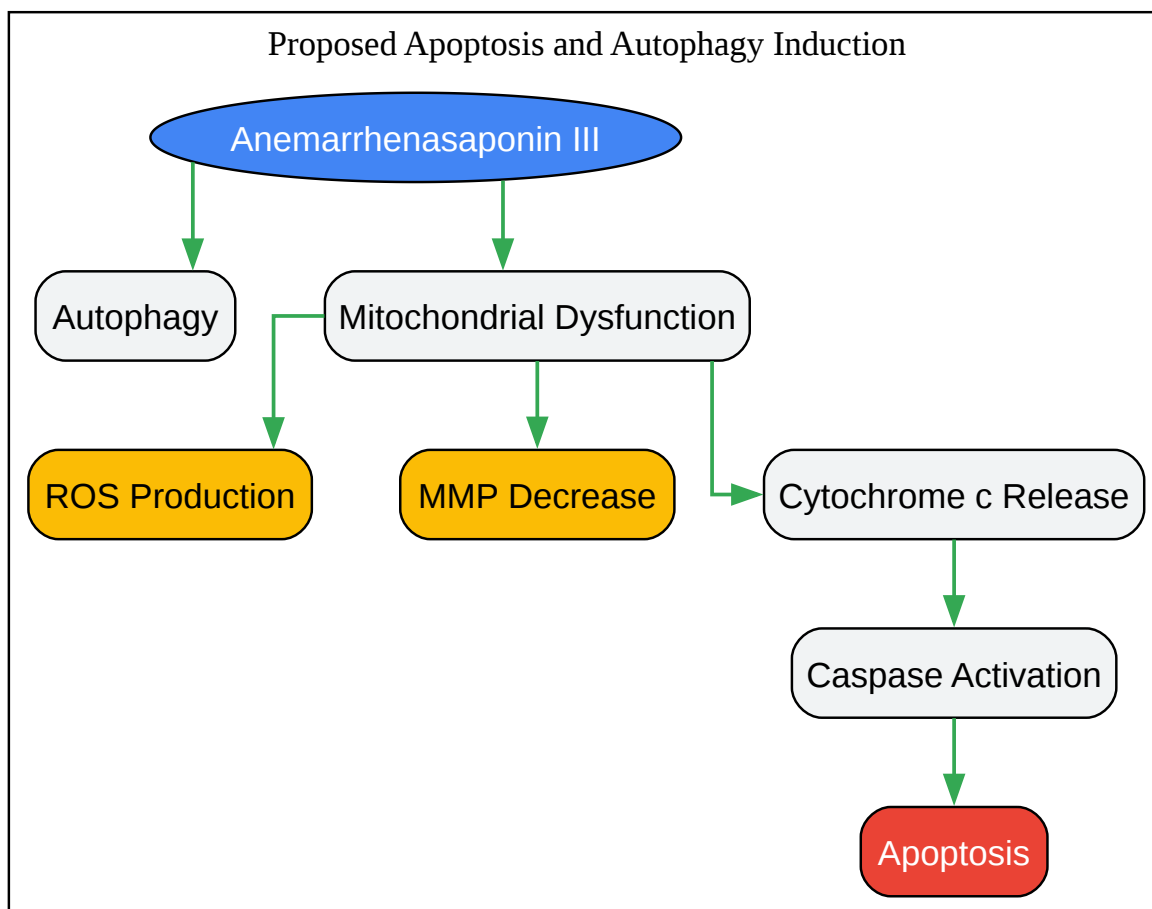 Proposed Apoptosis and Autophagy Induction
Anemarrhenasaponin III
Autophagy
Mitochondrial Dysfunction
ROS Production
MMP Decrease
Cytochrome c Release
Caspase Activation
Apoptosis